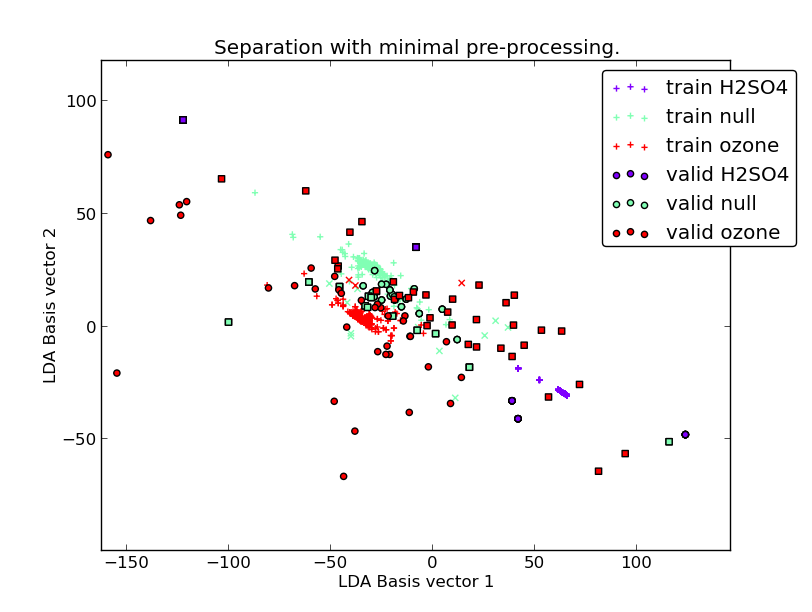 Separation with minimal pre-processing.
train H2SO4
train null
train ozone
valid H2SO4
valid null
valid ozone
LDA Basis vector 2
100
50
0
−50
−150
−100
−50
0
50
100
LDA Basis vector 1